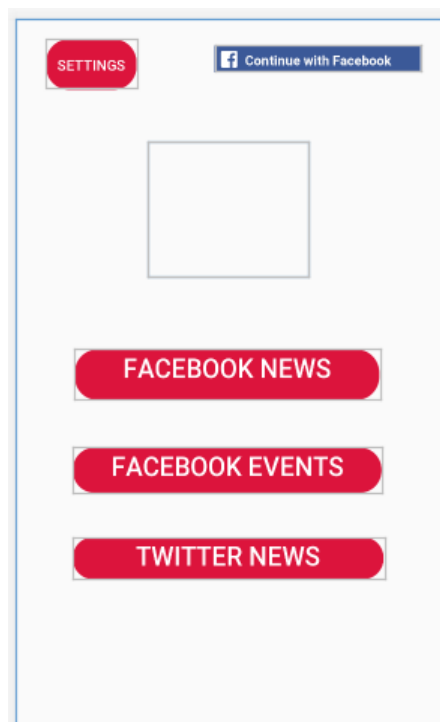 SETTINGS
Continue with Facebook
FACEBOOK NEWS
FACEBOOK EVENTS
TWITTER NEWS